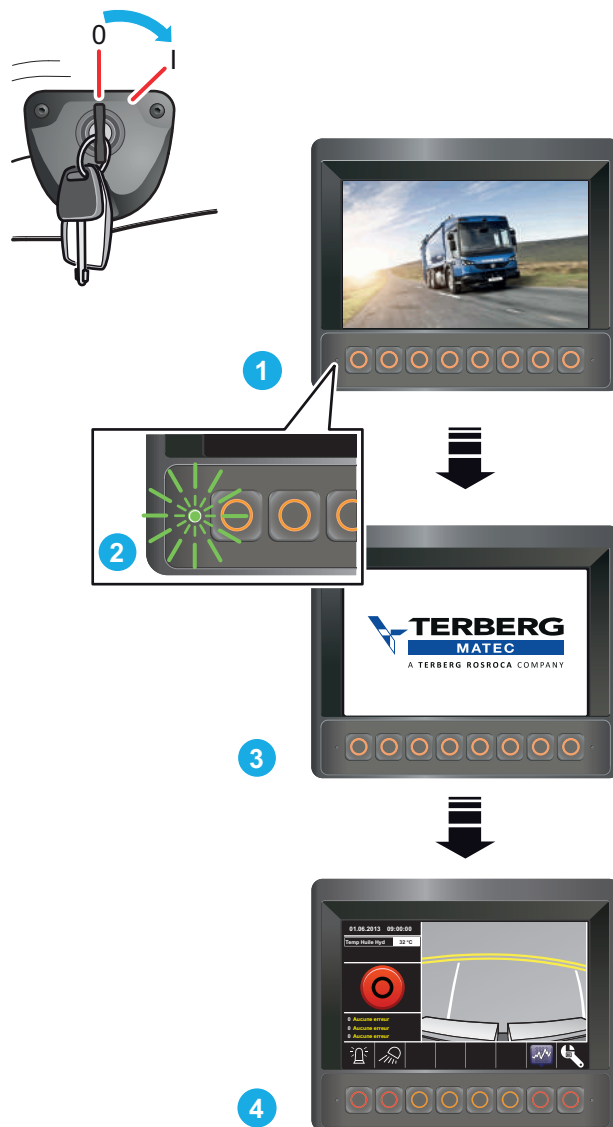 0
I
1
2
TERBERG
MATEC
A TERBERG ROSROCA COMPANY
3
01.06.2013 09:00:00
Temp Huile Hyd 32 °C
0 Aucune erreur
0 Aucune erreur
0 Aucune erreur
4